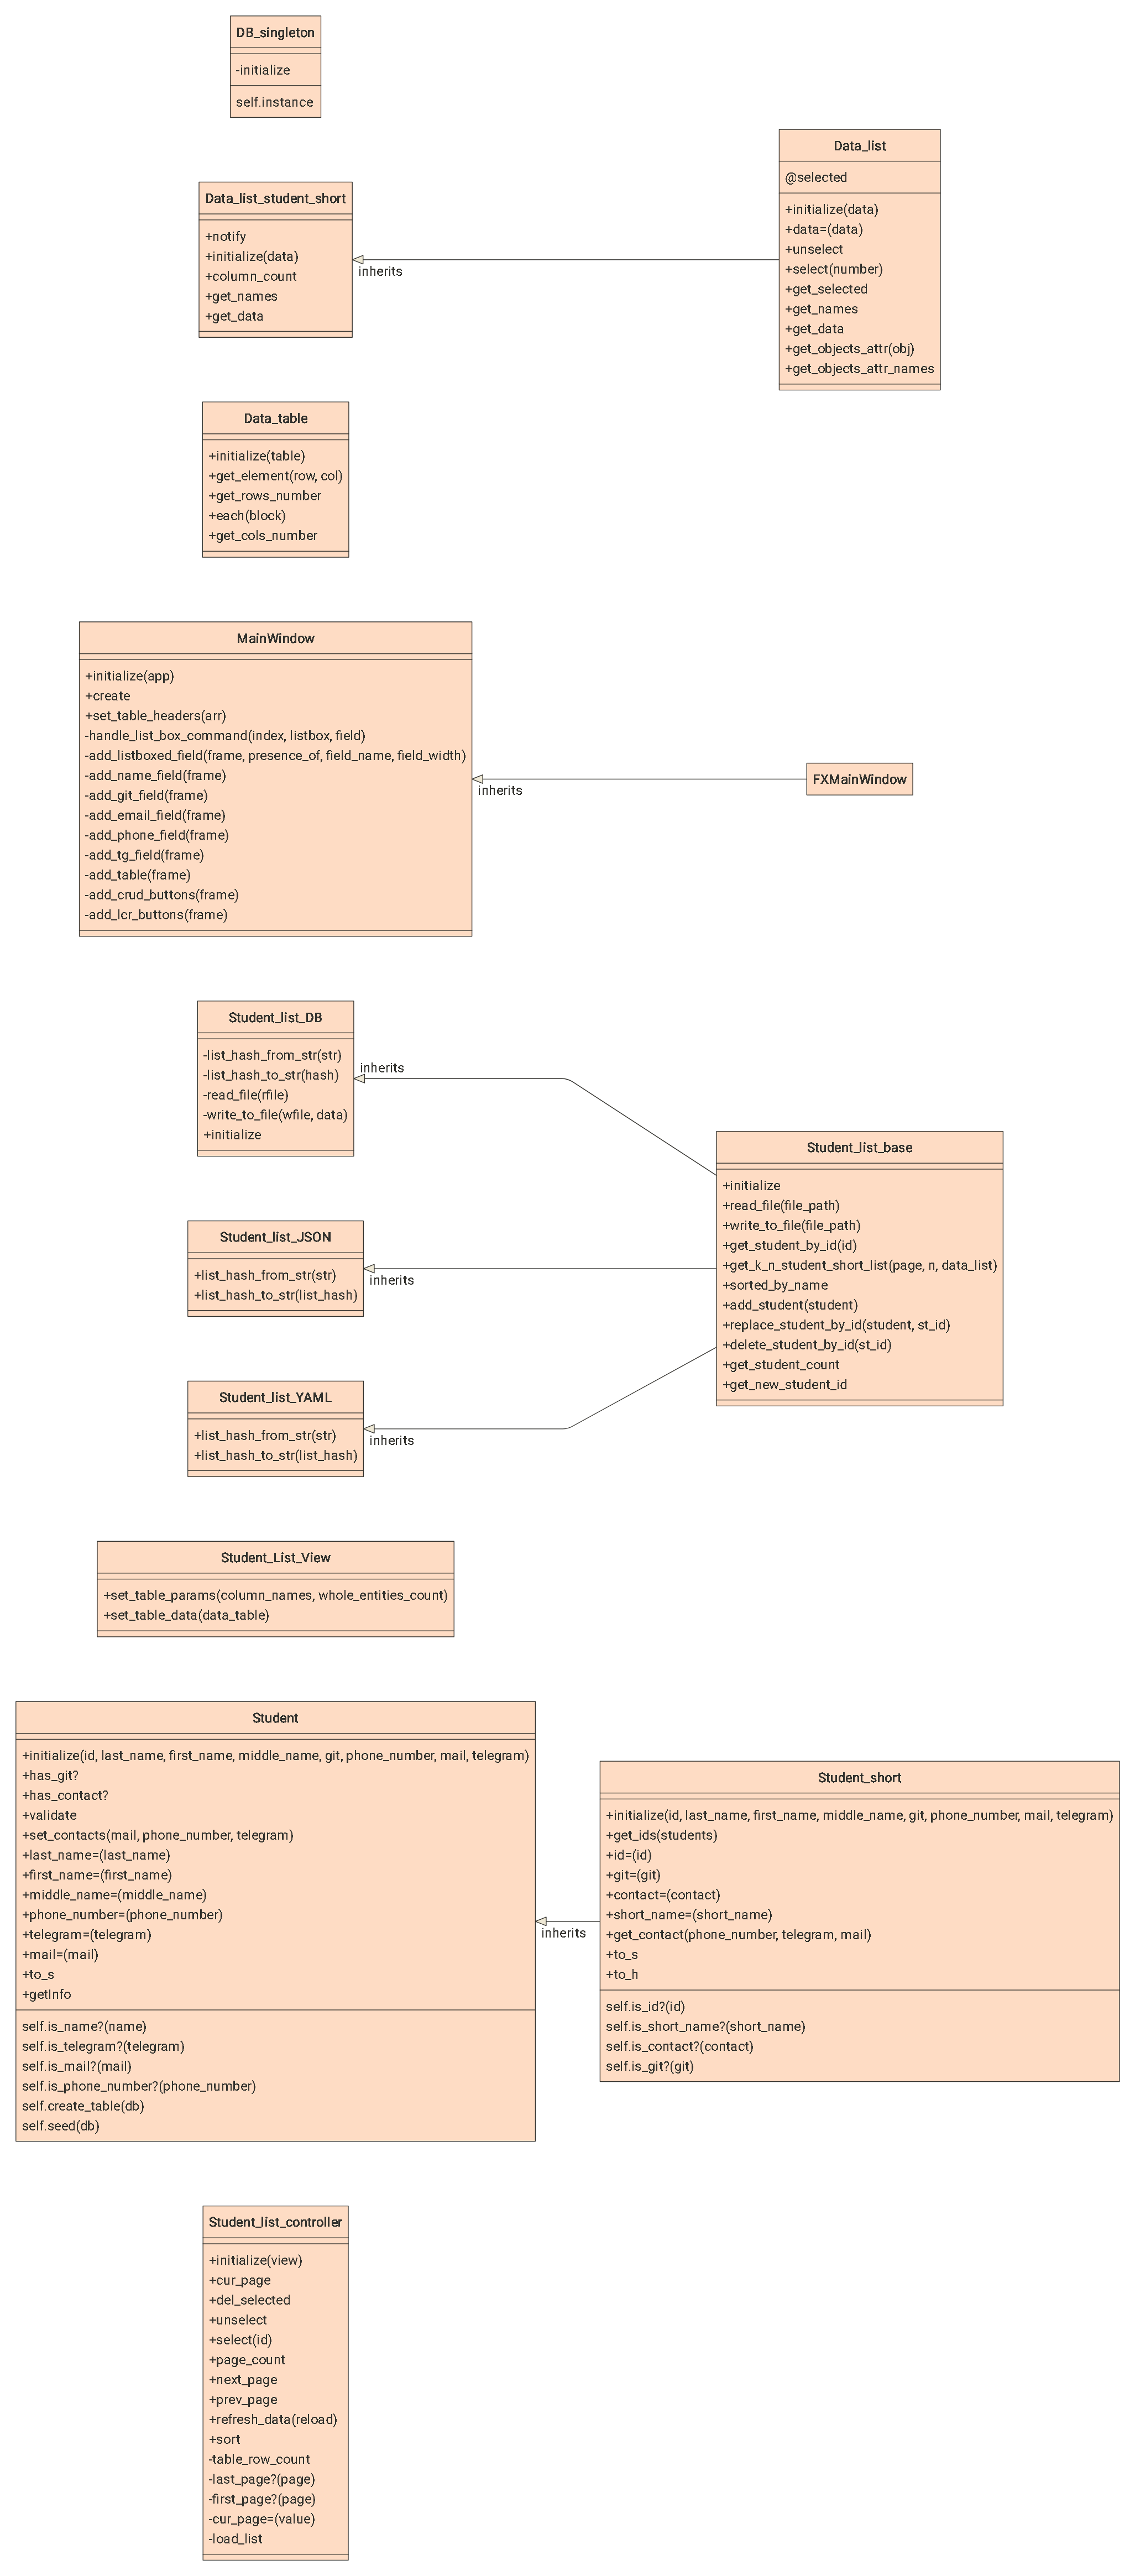 DB_singleton
-initialize
self.instance
Data_list
@selected
+initialize(data)
+data=(data)
+unselect
+select(number)
+get_selected
+get_names
+get_data
+get_objects_attr(obj)
+get_objects_attr_names
Data_list_student_short
+notify
+initialize(data)
+column_count
+get_names
+get_data
inherits
Data_table
+initialize(table)
+get_element(row, col)
+get_rows_number
+each(block)
+get_cols_number
MainWindow
+initialize(app)
+create
+set_table_headers(arr)
-handle_list_box_command(index, listbox, field)
-add_listboxed_field(frame, presence_of, field_name, field_width)
-add_name_field(frame)
-add_git_field(frame)
-add_email_field(frame)
-add_phone_field(frame)
-add_tg_field(frame)
-add_table(frame)
-add_crud_buttons(frame)
-add_lcr_buttons(frame)
inherits
FXMainWindow
Student_list_DB
-list_hash_from_str(str)
-list_hash_to_str(hash)
-read_file(rfile)
-write_to_file(wfile, data)
+initialize
inherits
Student_list_base
+initialize
+read_file(file_path)
+write_to_file(file_path)
+get_student_by_id(id)
+get_k_n_student_short_list(page, n, data_list)
+sorted_by_name
+add_student(student)
+replace_student_by_id(student, st_id)
+delete_student_by_id(st_id)
+get_student_count
+get_new_student_id
Student_list_JSON
+list_hash_from_str(str)
+list_hash_to_str(list_hash)
inherits
Student_list_YAML
+list_hash_from_str(str)
+list_hash_to_str(list_hash)
inherits
Student_List_View
+set_table_params(column_names, whole_entities_count)
+set_table_data(data_table)
Student
+initialize(id, last_name, first_name, middle_name, git, phone_number, mail, telegram)
+has_git?
+has_contact?
+validate
+set_contacts(mail, phone_number, telegram)
+last_name=(last_name)
+first_name=(first_name)
+middle_name=(middle_name)
+phone_number=(phone_number)
+telegram=(telegram)
+mail=(mail)
+to_s
+getInfo
self.is_name?(name)
self.is_telegram?(telegram)
self.is_mail?(mail)
self.is_phone_number?(phone_number)
self.create_table(db)
self.seed(db)
inherits
Student_short
+initialize(id, last_name, first_name, middle_name, git, phone_number, mail, telegram)
+get_ids(students)
+id=(id)
+git=(git)
+contact=(contact)
+short_name=(short_name)
+get_contact(phone_number, telegram, mail)
+to_s
+to_h
self.is_id?(id)
self.is_short_name?(short_name)
self.is_contact?(contact)
self.is_git?(git)
Student_list_controller
+initialize(view)
+cur_page
+del_selected
+unselect
+select(id)
+page_count
+next_page
+prev_page
+refresh_data(reload)
+sort
-table_row_count
-last_page?(page)
-first_page?(page)
-cur_page=(value)
-load_list